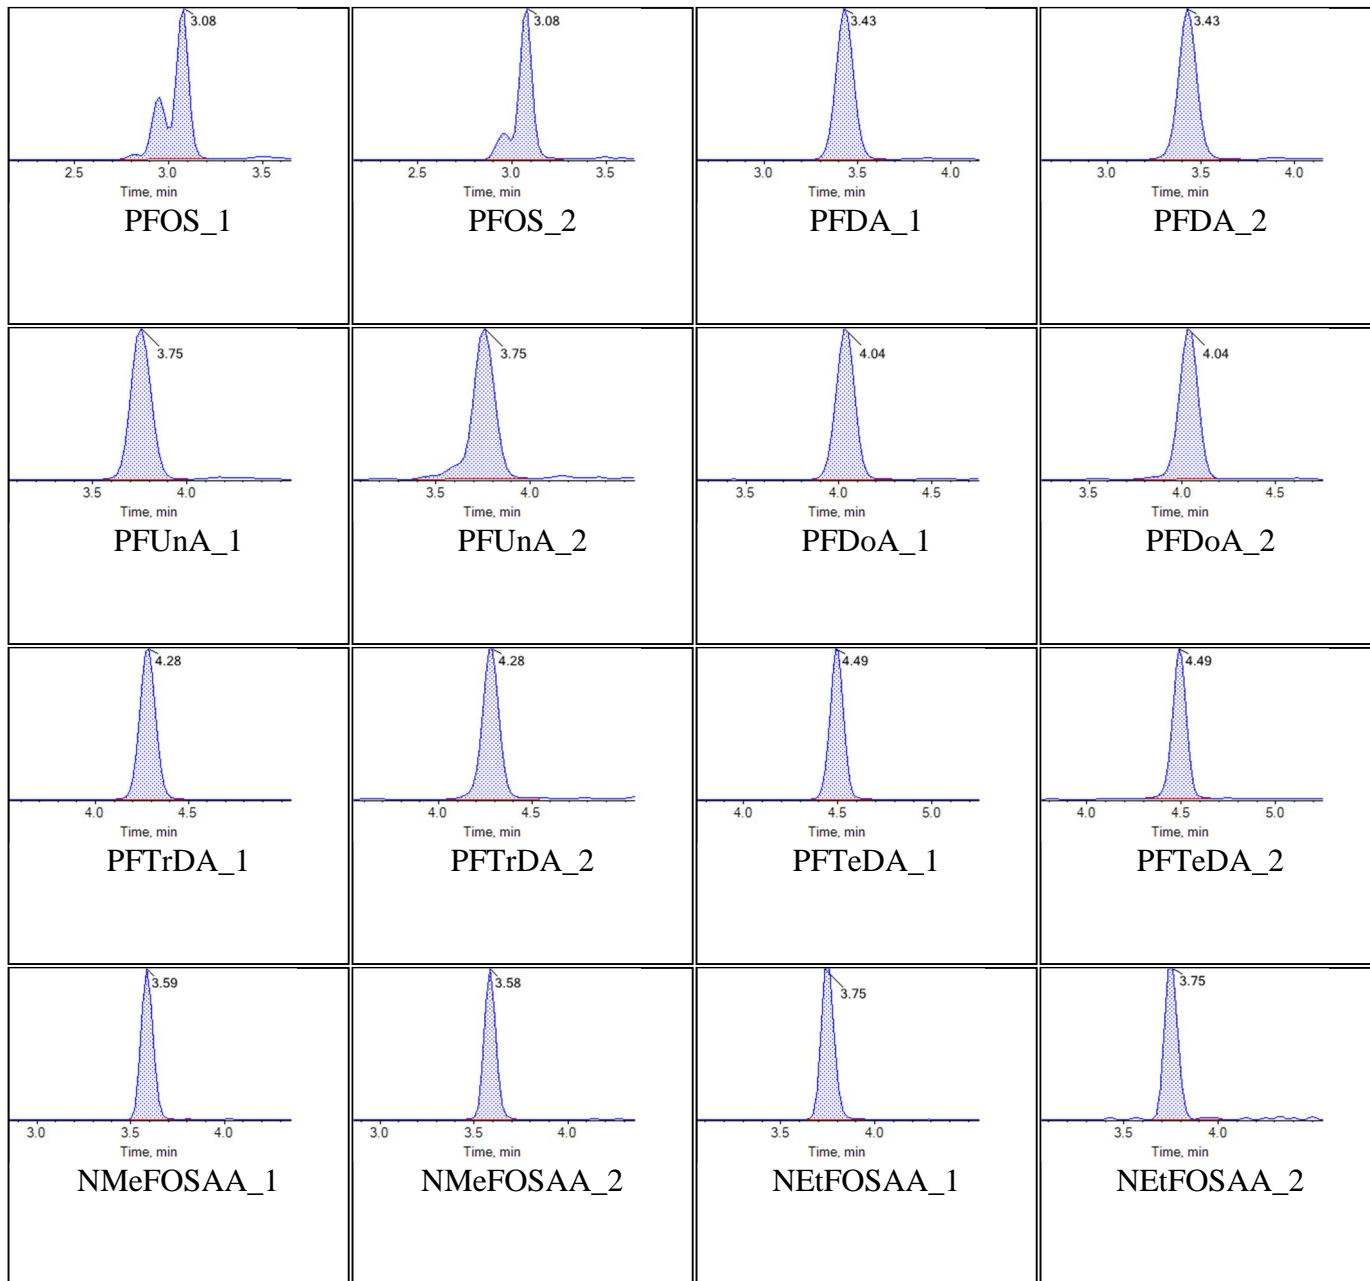 3.08
2.5 3.0 3.5
Time, min
PFOS_1
3.08
2.5 3.0 3.5
Time, min
PFOS_2
3.43
3.0 3.5 4.0
Time, min
PFDA_1
3.43
3.0 3.5 4.0
Time, min
PFDA_2
3.75
3.5 4.0
Time, min
PFUnA_1
3.75
3.5 4.0
Time, min
PFUnA_2
4.04
3.5 4.0 4.5
Time, min
PFDoA_1
4.04
3.5 4.0 4.5
Time, min
PFDoA_2
4.28
4.0 4.5
Time, min
PFTrDA_1
4.28
4.0 4.5
Time, min
PFTrDA_2
4.49
4.0 4.5 5.0
Time, min
PFTeDA_1
4.49
4.0 4.5 5.0
Time, min
PFTeDA_2
3.59
3.0 3.5 4.0
Time, min
NMeFOSAA_1
3.58
3.0 3.5 4.0
Time, min
NMeFOSAA_2
3.75
3.5 4.0
Time, min
NEtFOSAA_1
3.75
3.5 4.0
Time, min
NEtFOSAA_2